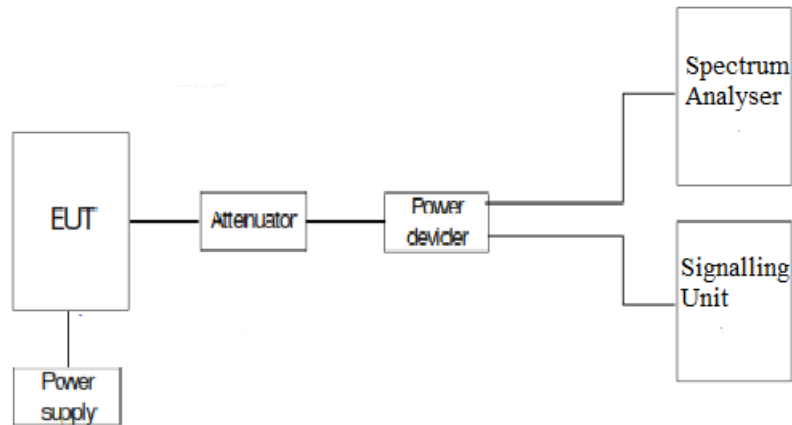 Spectrum
Analyser
EUT
Attenuator
Power
devider
Signalling
Unit
Power
supply